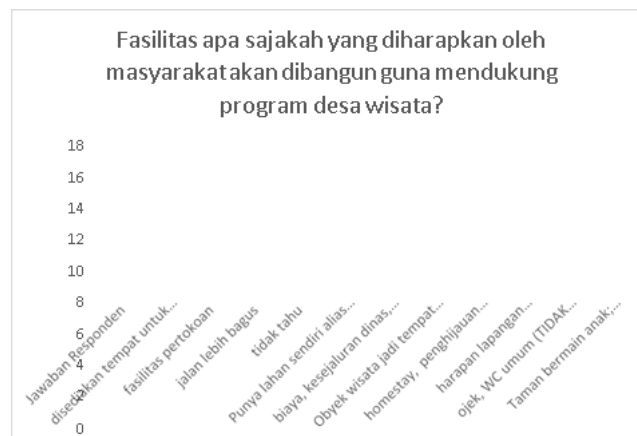 Fasilitas apa sajakah yang diharapkan oleh
masyarakat akan dibangun guna mendukung
program desa wisata?
18
16
14
12
10
8
6
4
2
0
Jawaban Responden
disediakan tempat untuk...
fasilitas pertokoan
jalan lebih bagus
tidak tahu
Punya lahan sendiri alias...
biaya, kesejaluran dinas,...
Obyek wisata jadi tempat...
homestay, penghijauan...
harapan lapangan...
ojek, WC umum (TIDAK...
Taman bermain anak;...